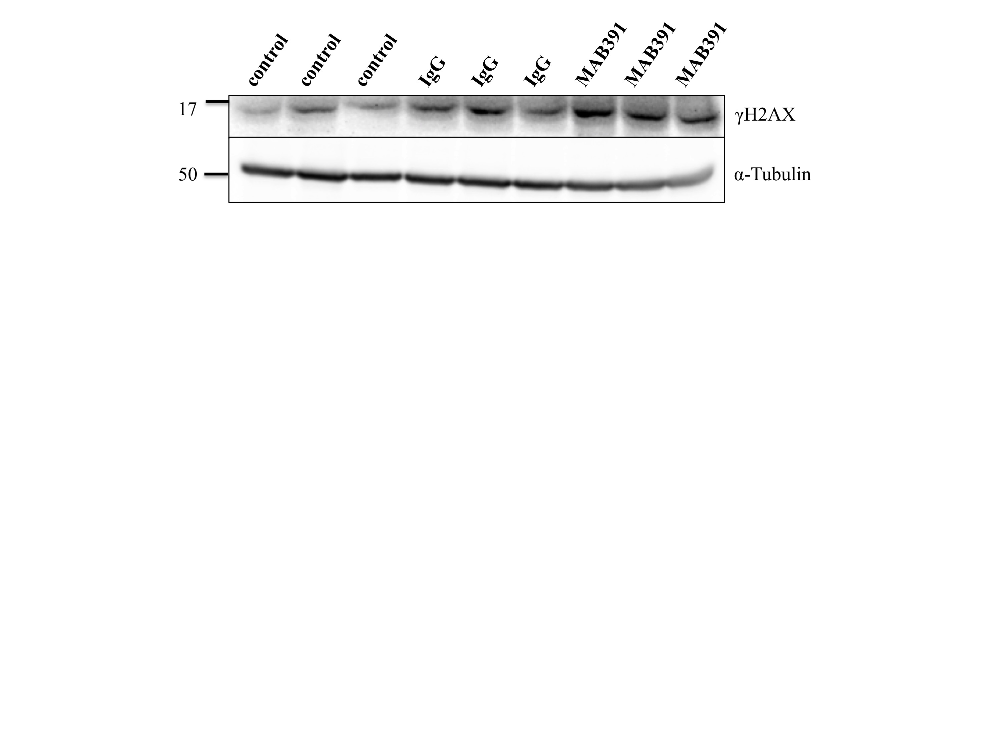 control control control IgG IgG IgG MAB391 MAB391 MAB391
17 γH2AX
50 α-Tubulin